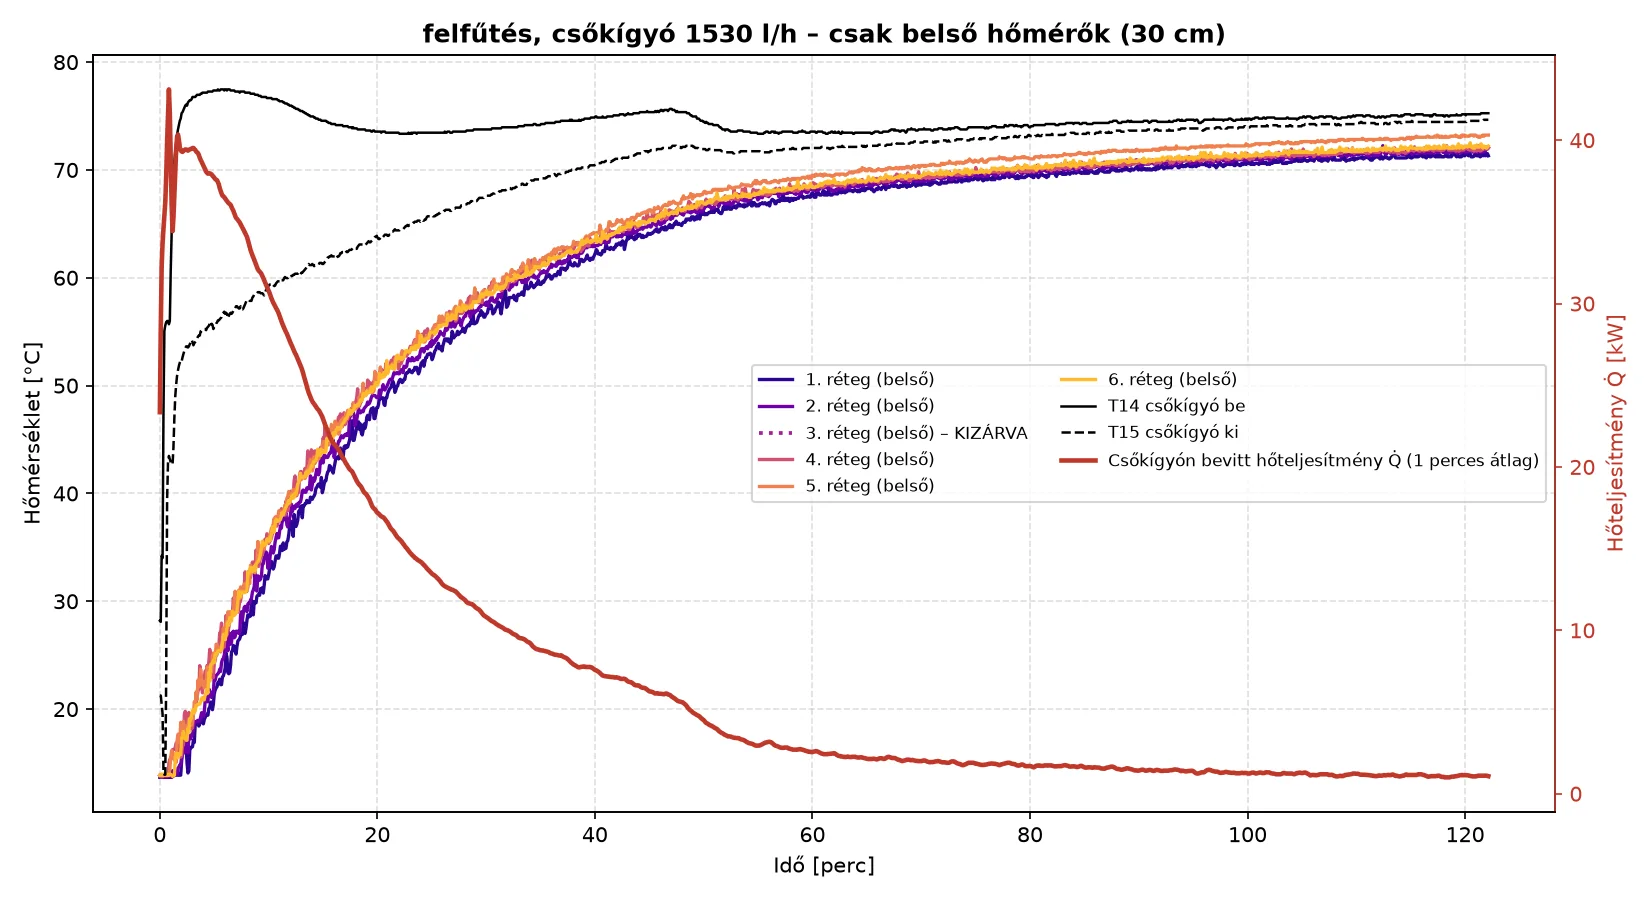 felfűtés, csőkígyó 1530 l/h – csak belső hőmérők (30 cm)
80
70
60
50
40
30
20
Hőmérséklet [°C]
40
30
20
10
0
Hőteljesítmény Q̇ [kW]
1. réteg (belső)
2. réteg (belső)
3. réteg (belső) – KIZÁRVA
4. réteg (belső)
5. réteg (belső)
6. réteg (belső)
T14 csőkígyó be
T15 csőkígyó ki
Csőkígyón bevitt hőteljesítmény Q̇ (1 perces átlag)
0 20 40 60 80 100 120
Idő [perc]